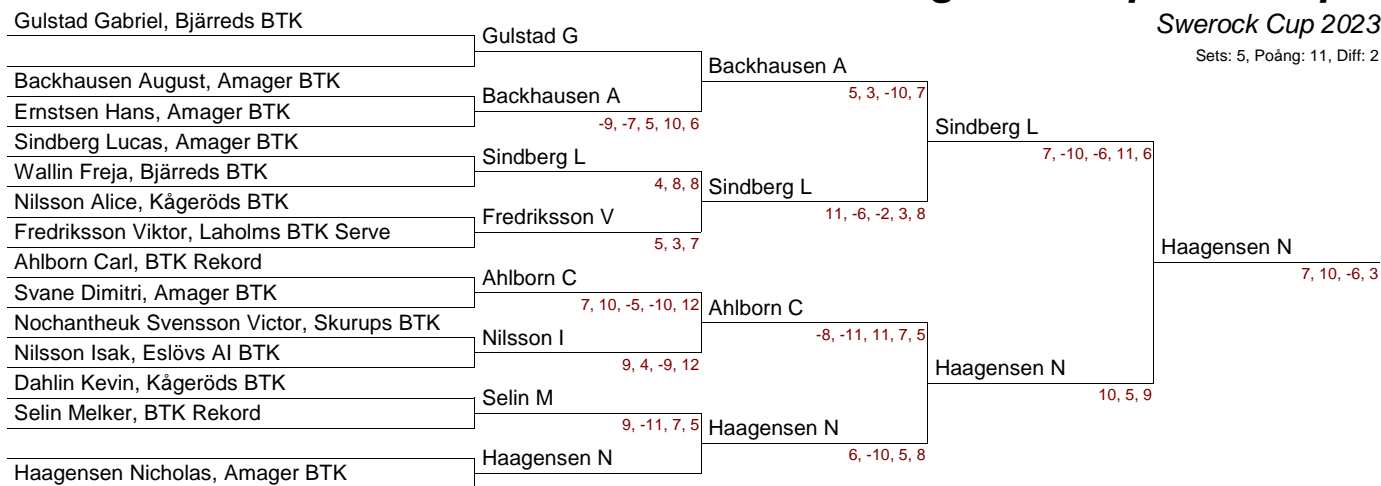 Gulstad Gabriel, Bjärreds BTK
Swerock Cup 2023
Gulstad G
Sets: 5, Poäng: 11, Diff: 2
Backhausen A
Backhausen August, Amager BTK
5, 3, -10, 7
Backhausen A
Ernstsen Hans, Amager BTK
-9, -7, 5, 10, 6
Sindberg L
Sindberg Lucas, Amager BTK
7, -10, -6, 11, 6
Sindberg L
Wallin Freja, Bjärreds BTK
4, 8, 8
Sindberg L
Nilsson Alice, Kågeröds BTK
11, -6, -2, 3, 8
Fredriksson V
Fredriksson Viktor, Laholms BTK Serve
5, 3, 7
Haagensen N
Ahlborn Carl, BTK Rekord
7, 10, -6, 3
Ahlborn C
Svane Dimitri, Amager BTK
7, 10, -5, -10, 12
Ahlborn C
Nochantheuk Svensson Victor, Skurups BTK
-8, -11, 11, 7, 5
Nilsson I
Nilsson Isak, Eslövs AI BTK
9, 4, -9, 12
Haagensen N
Dahlin Kevin, Kågeröds BTK
10, 5, 9
Selin M
Selin Melker, BTK Rekord
9, -11, 7, 5
Haagensen N
6, -10, 5, 8
Haagensen N
Haagensen Nicholas, Amager BTK